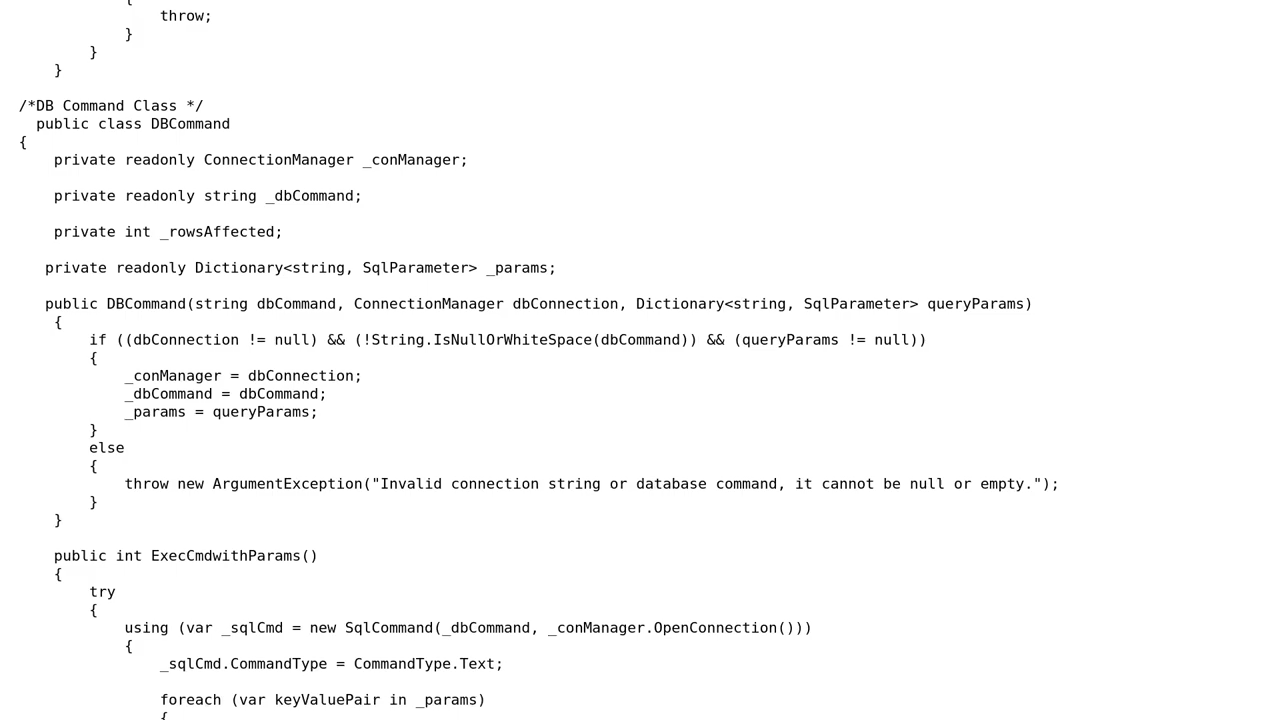 {
throw;
}
}
}
/*DB Command Class */
public class DBCommand
{
private readonly ConnectionManager _conManager;
private readonly string _dbCommand;
private int _rowsAffected;
private readonly Dictionary<string, SqlParameter> _params;
public DBCommand(string dbCommand, ConnectionManager dbConnection, Dictionary<string, SqlParameter> queryParams)
{
if ((dbConnection != null) && (!String.IsNullOrWhiteSpace(dbCommand)) && (queryParams != null))
{
_conManager = dbConnection;
_dbCommand = dbCommand;
_params = queryParams;
}
else
{
throw new ArgumentException("Invalid connection string or database command, it cannot be null or empty.");
}
}
public int ExecCmdwithParams()
{
try
{
using (var _sqlCmd = new SqlCommand(_dbCommand, _conManager.OpenConnection()))
{
_sqlCmd.CommandType = CommandType.Text;
foreach (var keyValuePair in _params)
{